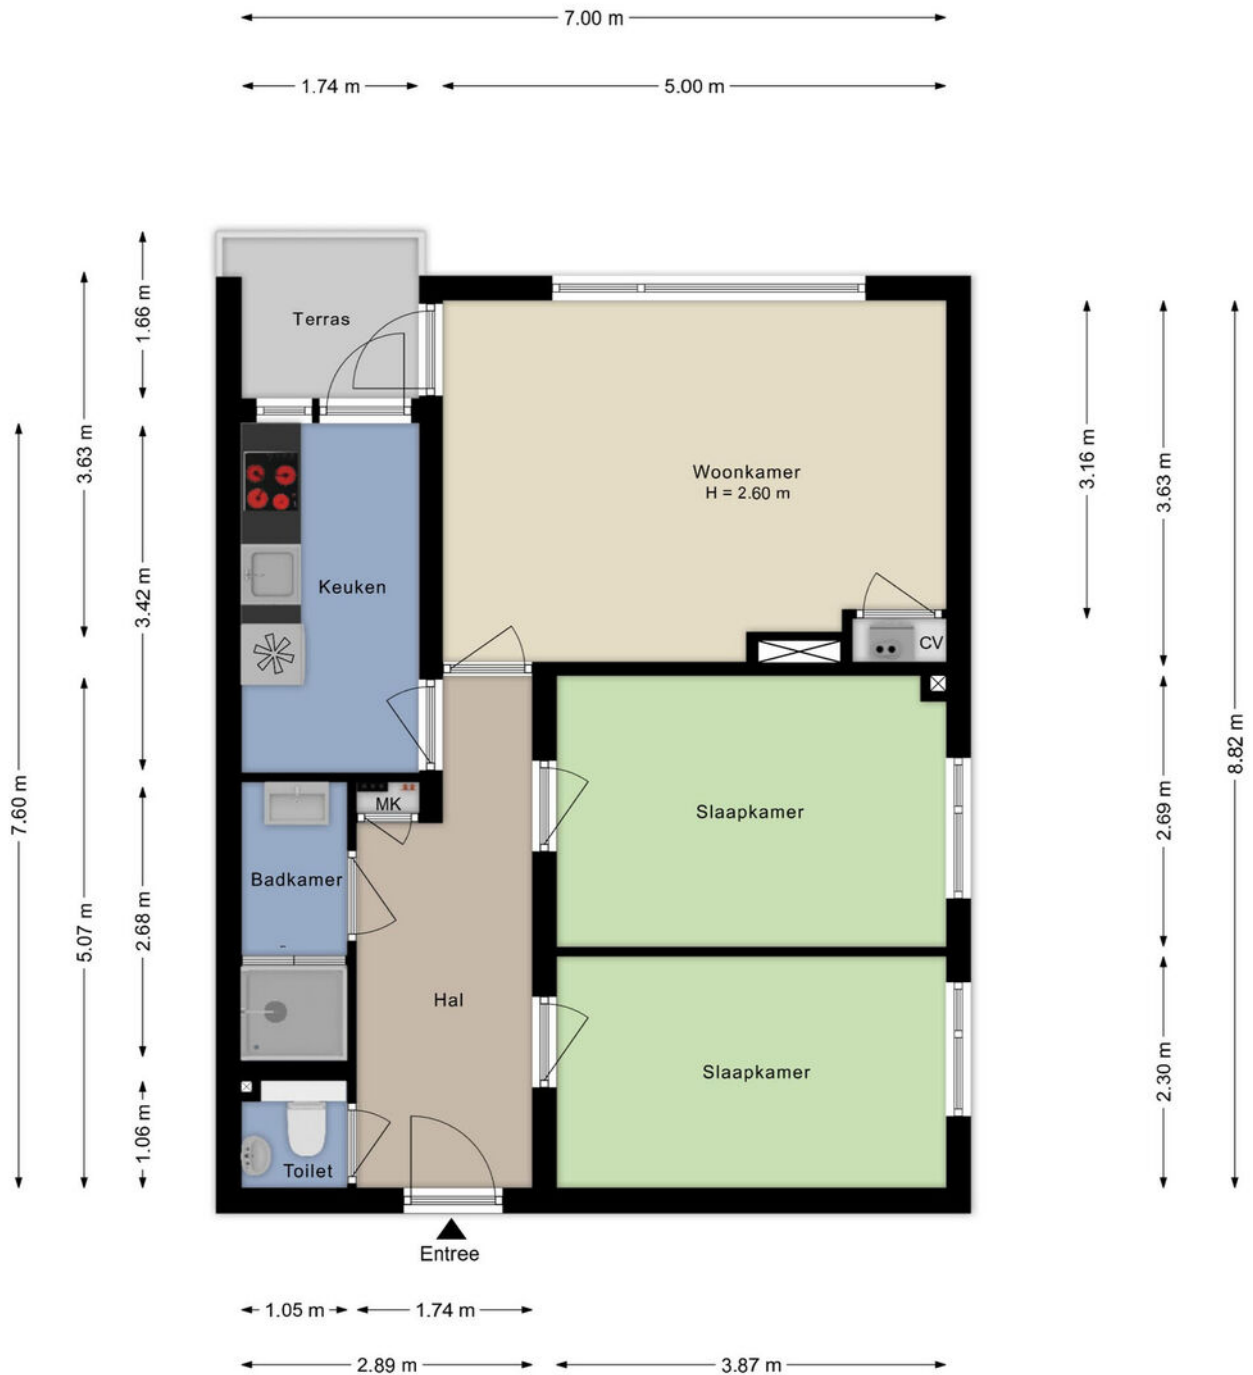 7.00 m
1.74 m
5.00 m
1.66 m
3.63 m
3.42 m
7.60 m
5.07 m
2.68 m
1.06 m
Terras
Woonkamer
H = 2.60 m
Keuken
CV
MK
Slaapkamer
Badkamer
Hal
Slaapkamer
Toilet
Entree
3.16 m
3.63 m
2.69 m
8.82 m
2.30 m
1.05 m
1.74 m
2.89 m
3.87 m